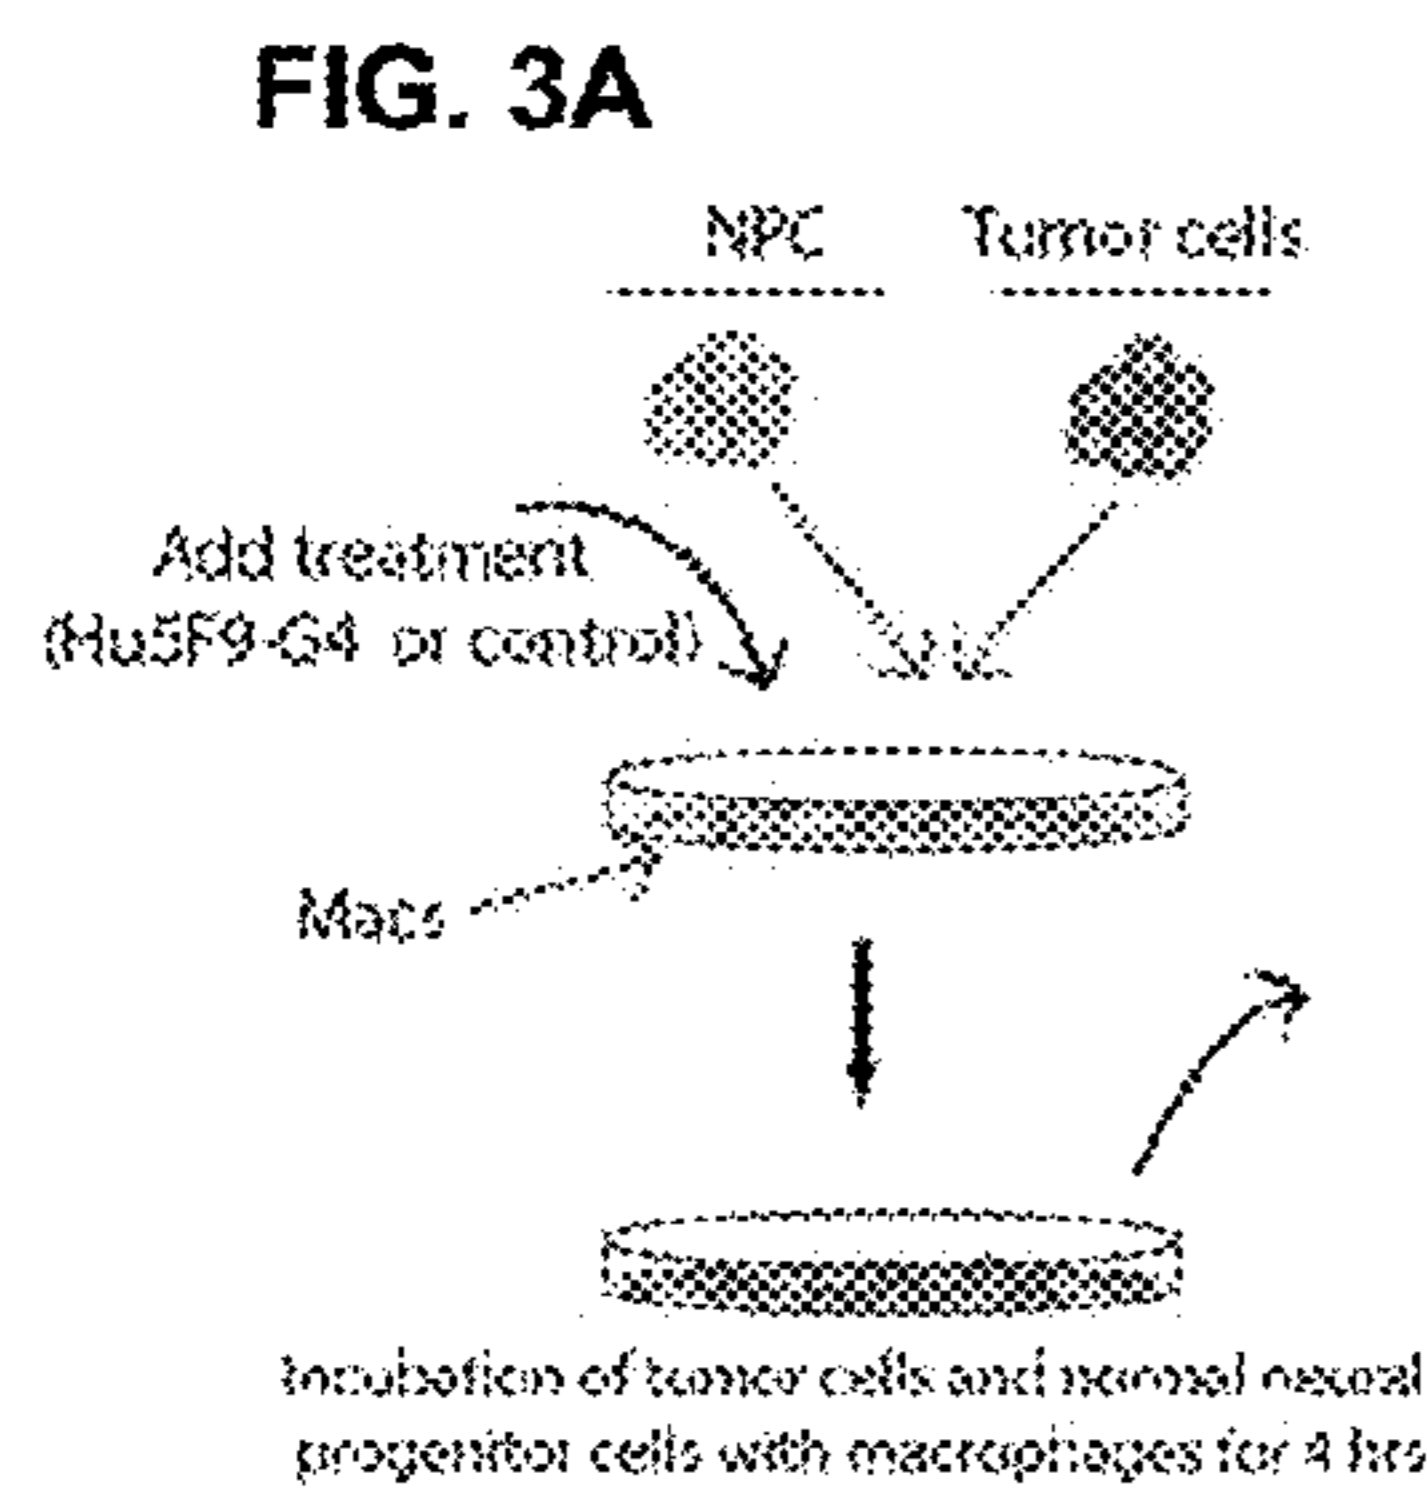 FIG. 3A
NPC
Tumor cells
Add treatment
(Hu5F9-G4 or control)
Macs
Incubation of tumor cells and normal neural
progenitor cells with macrophages for 4 hrs